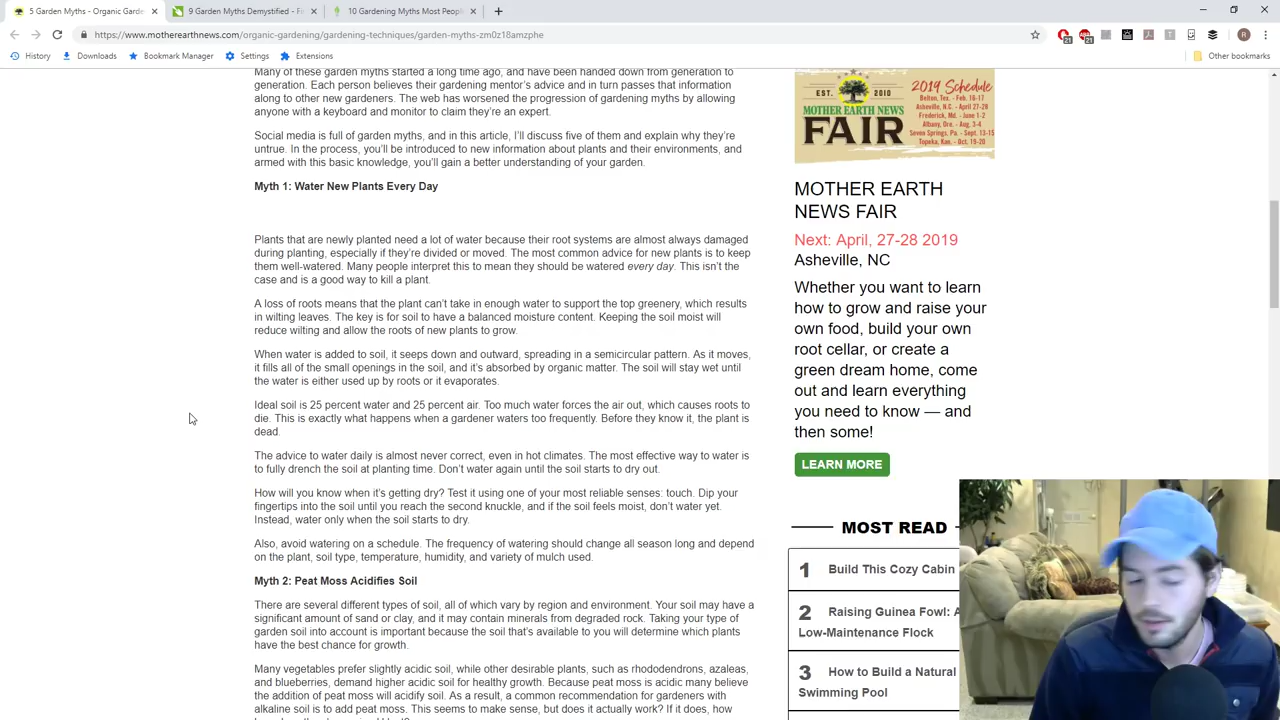 5 Garden Myths - Organic Garde
9 Garden Myths Demystified - Fi
10 Gardening Myths Most People
https://www.motherearthnews.com/organic-gardening/gardening-techniques/garden-myths-zm0z18amzphe
History
Downloads
Bookmark Manager
Settings
Extensions
Other bookmarks
Many of these garden myths started a long time ago, and have been handed down from generation to
generation. Each person believes their gardening mentor's advice and in turn passes that information
along to other new gardeners. The web has worsened the progression of gardening myths by allowing
anyone with a keyboard and monitor to claim they're an expert.
Social media is full of garden myths, and in this article, I'll discuss five of them and explain why they're
untrue. In the process, you'll be introduced to new information about plants and their environments, and
armed with this basic knowledge, you'll gain a better understanding of your garden.
Myth 1: Water New Plants Every Day
Plants that are newly planted need a lot of water because their root systems are almost always damaged
during planting, especially if they're divided or moved. The most common advice for new plants is to keep
them well-watered. Many people interpret this to mean they should be watered every day. This isn't the
case and is a good way to kill a plant.
A loss of roots means that the plant can't take in enough water to support the top greenery, which results
in wilting leaves. The key is for soil to have a balanced moisture content. Keeping the soil moist will
reduce wilting and allow the roots of new plants to grow.
When water is added to soil, it seeps down and outward, spreading in a semicircular pattern. As it moves,
it fills all of the small openings in the soil, and it's absorbed by organic matter. The soil will stay wet until
the water is either used up by roots or it evaporates.
Ideal soil is 25 percent water and 25 percent air. Too much water forces the air out, which causes roots to
die. This is exactly what happens when a gardener waters too frequently. Before they know it, the plant is
dead.
The advice to water daily is almost never correct, even in hot climates. The most effective way to water is
to fully drench the soil at planting time. Don't water again until the soil starts to dry out.
How will you know when it's getting dry? Test it using one of your most reliable senses: touch. Dip your
fingertips into the soil until you reach the second knuckle, and if the soil feels moist, don't water yet.
Instead, water only when the soil starts to dry.
Also, avoid watering on a schedule. The frequency of watering should change all season long and depend
on the plant, soil type, temperature, humidity, and variety of mulch used.
Myth 2: Peat Moss Acidifies Soil
There are several different types of soil, all of which vary by region and environment. Your soil may have a
significant amount of sand or clay, and it may contain minerals from degraded rock. Taking your type of
garden soil into account is important because the soil that's available to you will determine which plants
have the best chance for growth.
Many vegetables prefer slightly acidic soil, while other desirable plants, such as rhododendrons, azaleas,
and blueberries, demand higher acidic soil for healthy growth. Because peat moss is acidic many believe
the addition of peat moss will acidify soil. As a result, a common recommendation for gardeners with
alkaline soil is to add peat moss. This seems to make sense, but does it actually work? If it does, how
EST. 2010
MOTHER EARTH NEWS
FAIR
2019 Schedule
Belton, Tex. - Feb. 16-17
Asheville, N.C. - April 27-28
Frederick, Md. - June 1-2
Albany, Ore. - Aug. 3-4
Seven Springs, Pa. - Sept. 13-15
Topeka, Kan. - Oct. 19-20
MOTHER EARTH
NEWS FAIR
Next: April, 27-28 2019
Asheville, NC
Whether you want to learn
how to grow and raise your
own food, build your own
root cellar, or create a
green dream home, come
out and learn everything
you need to know — and
then some!
LEARN MORE
MOST READ
1 Build This Cozy Cabin
2 Raising Guinea Fowl: A
Low-Maintenance Flock
3 How to Build a Natural
Swimming Pool